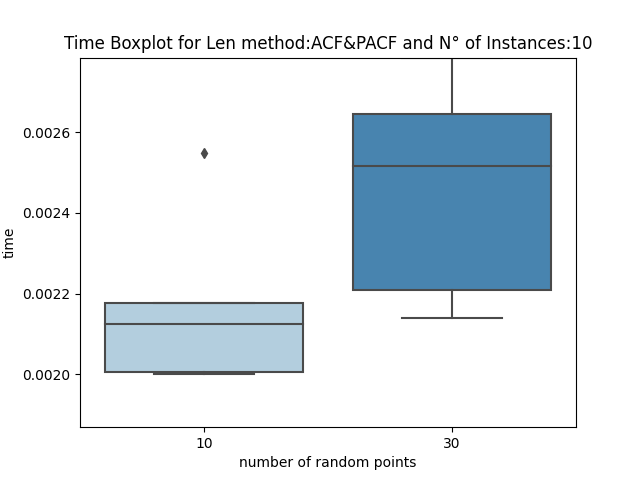 Time Boxplot for Len method:ACF&PACF and N° of Instances:10
0.0026
0.0024
0.0022
0.0020
time
10 30
number of random points